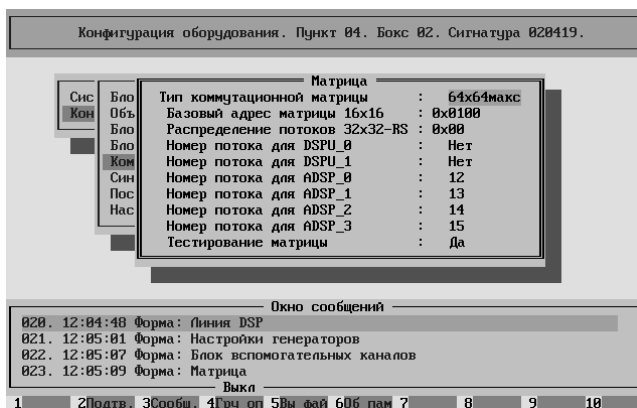 Конфигурация оборудования. Пункт 04. Бокс 02. Сигнатура 020419.
Матрица
Сис Бло Тип коммутационной матрицы : 64x64макс
Кон Объ Базовый адрес матрицы 16x16 : 0x0100
Бло Распределение потоков 32x32-RS : 0x00
Бло Номер потока для DSPU_0 : Нет
Ком Номер потока для DSPU_1 : Нет
Син Номер потока для ADSP_0 : 12
Пос Номер потока для ADSP_1 : 13
Нас Номер потока для ADSP_2 : 14
Номер потока для ADSP_3 : 15
Тестирование матрицы : Да
Окно сообщений
020. 12:04:48 Форма: Линия DSP
021. 12:05:01 Форма: Настройки генераторов
022. 12:05:07 Форма: Блок вспомогательных каналов
023. 12:05:09 Форма: Матрица
Выкл
1 2Подтв. 3Сообщ. 4Грч оп 5Вы фай 6Об пам 7 8 9 10